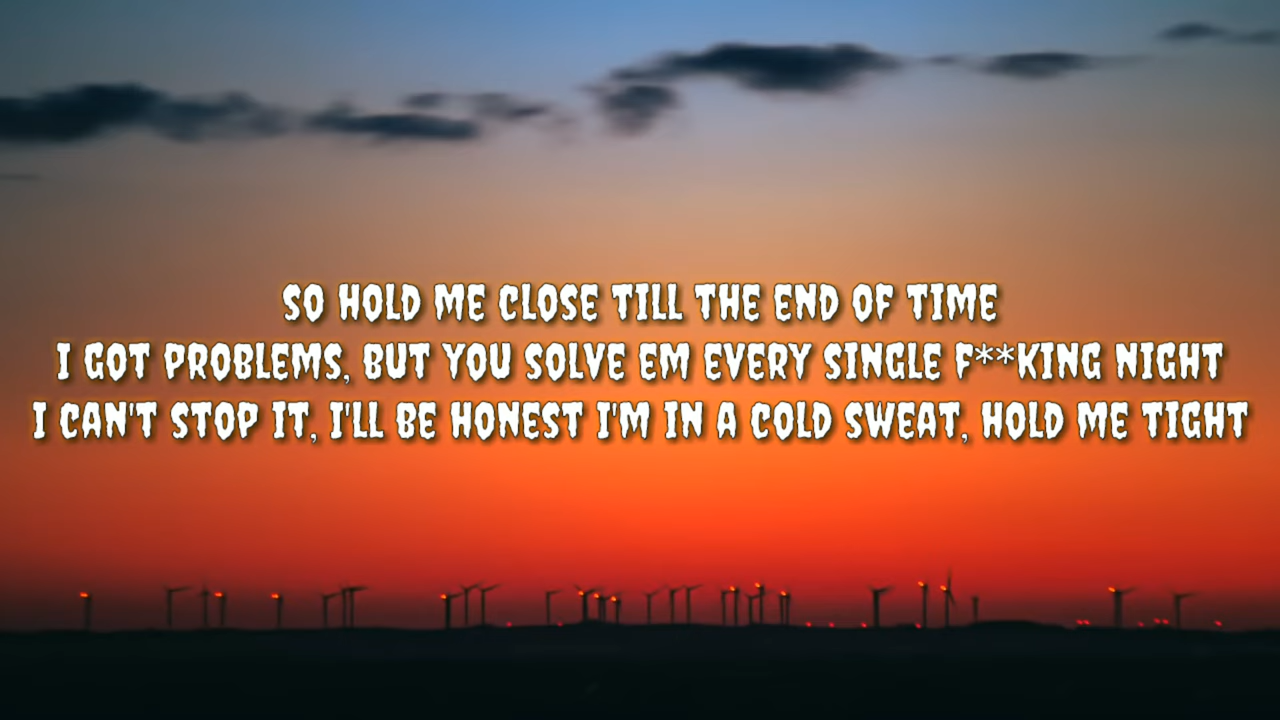 SO HOLD ME CLOSE TILL THE END OF TIME
I GOT PROBLEMS, BUT YOU SOLVE EM EVERY SINGLE F**KING NIGHT
I CAN'T STOP IT, I'LL BE HONEST I'M IN A COLD SWEAT, HOLD ME TIGHT